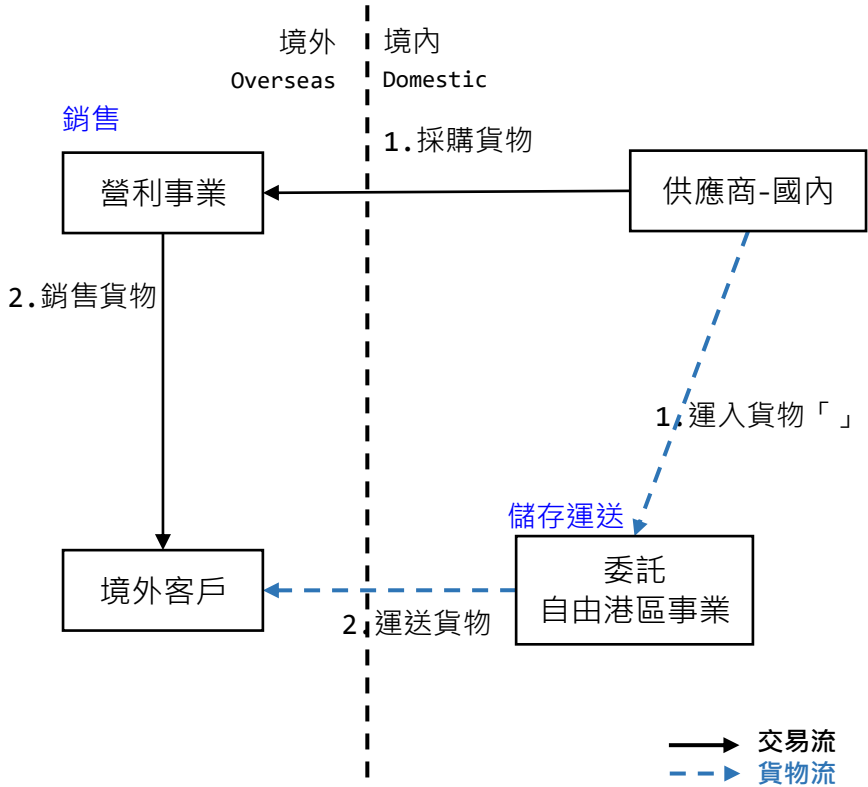 境外
境內
Overseas
Domestic
銷售
1.採購貨物
營利事業
供應商-國內
2.銷售貨物
1.運入貨物「 」
儲存運送
境外客戶
委託
自由港區事業
2.運送貨物
交易流
貨物流